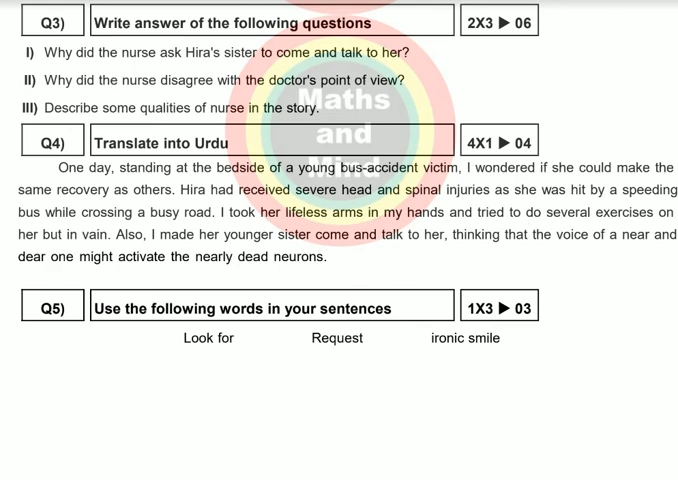 Q3) Write answer of the following questions 2X3 ▶ 06
I) Why did the nurse ask Hira's sister to come and talk to her?
II) Why did the nurse disagree with the doctor's point of view?
III) Describe some qualities of nurse in the story.
Maths
and
Mind
Q4) Translate into Urdu 4X1 ▶ 04
One day, standing at the bedside of a young bus-accident victim, I wondered if she could make the
same recovery as others. Hira had received severe head and spinal injuries as she was hit by a speeding
bus while crossing a busy road. I took her lifeless arms in my hands and tried to do several exercises on
her but in vain. Also, I made her younger sister come and talk to her, thinking that the voice of a near and
dear one might activate the nearly dead neurons.
Q5) Use the following words in your sentences 1X3 ▶ 03
Look for Request ironic smile